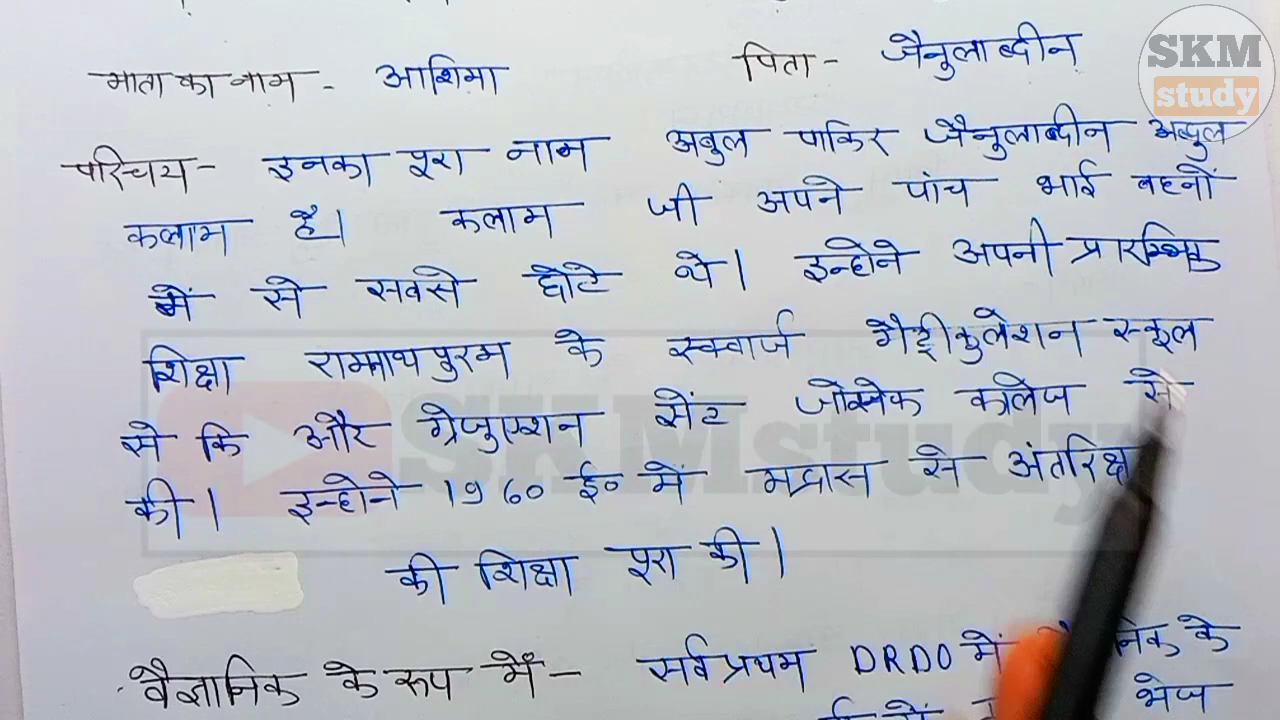 SKM
study
माता का नाम - आशिमा पिता - जैनुलाब्दीन
परिचय - इनका पूरा नाम अबुल पाकिर जैनुलाब्दीन अब्दुल
कलाम है। कलाम जी अपने पांच भाई बहनों
में से सबसे छोटे थे। इन्होने अपनी प्रारम्भिक
शिक्षा रामनाथपुरम के स्क्वार्ज मैट्रीकुलेशन स्कूल
से कि और ग्रेजुएशन सेंट जोसेफ कालेज से
की। इन्होने 1960 ई० में मद्रास से अंतरिक्ष
की शिक्षा पूरा की।
वैज्ञानिक के रूप में - सर्वप्रथम DRDO में के
में भेज
SKMstudy